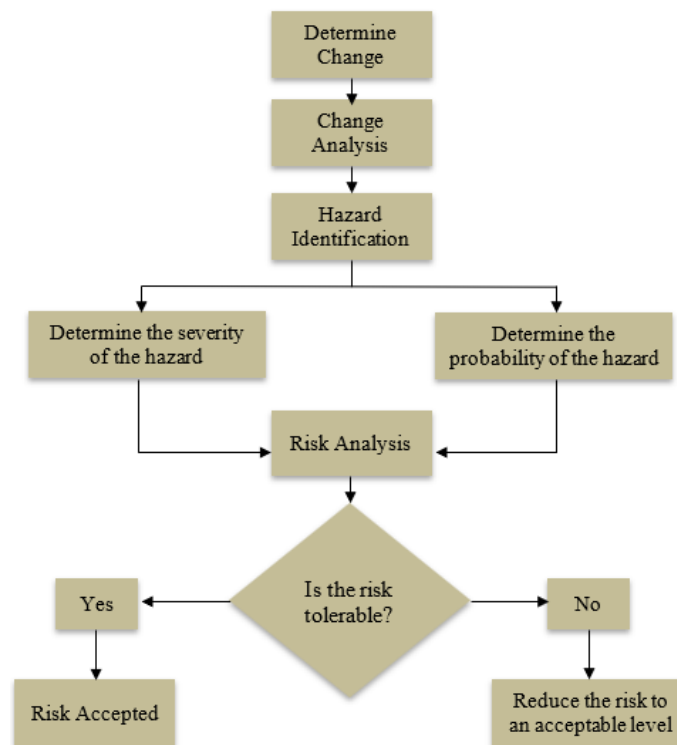 Determine
Change
Change
Analysis
Hazard
Identification
Determine the severity
of the hazard
Determine the
probability of the hazard
Risk Analysis
Is the risk
tolerable?
Yes
No
Risk Accepted
Reduce the risk to
an acceptable level